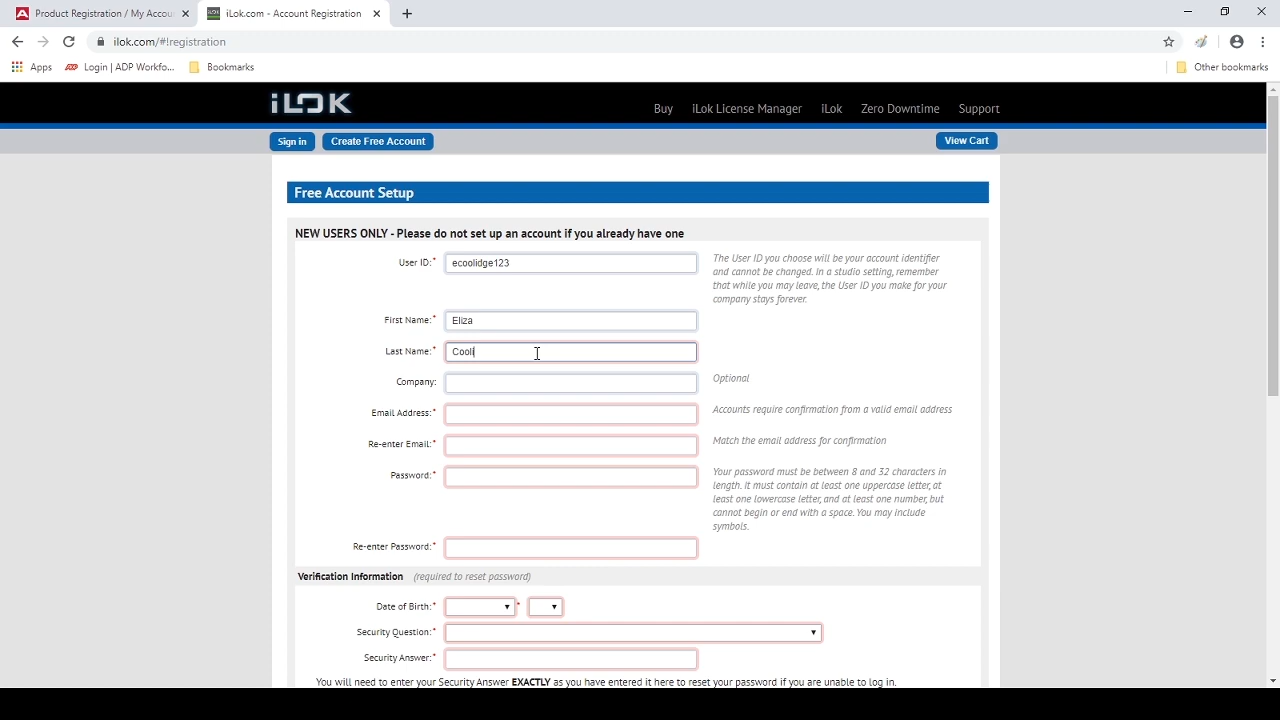 Product Registration / My Accou
iLok.com - Account Registration
ilok.com/#!registration
Apps
Login | ADP Workfo...
Bookmarks
Other bookmarks
iLOK
Buy
iLok License Manager
iLok
Zero Downtime
Support
Sign in
Create Free Account
View Cart
Free Account Setup
NEW USERS ONLY - Please do not set up an account if you already have one
User ID:*
ecoolidge123
The User ID you choose will be your account identifier
and cannot be changed. In a studio setting, remember
that while you may leave, the User ID you make for your
company stays forever.
First Name:*
Eliza
Last Name:*
Cooli
Company:
Optional
Email Address:*
Accounts require confirmation from a valid email address
Re-enter Email:*
Match the email address for confirmation
Password:*
Your password must be between 8 and 32 characters in
length. It must contain at least one uppercase letter, at
least one lowercase letter, and at least one number, but
cannot begin or end with a space. You may include
symbols.
Re-enter Password:*
Verification Information (required to reset password)
Date of Birth:*
*
Security Question:*
Security Answer:*
You will need to enter your Security Answer EXACTLY as you have entered it here to reset your password if you are unable to log in.